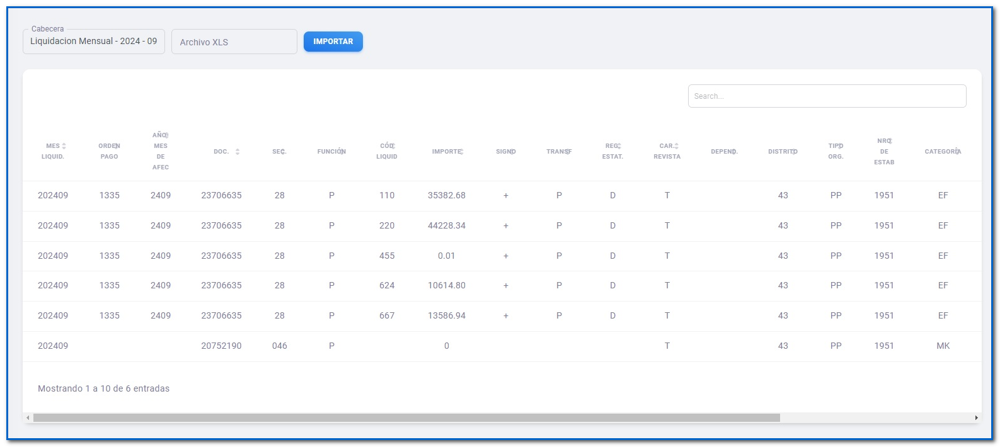 Cabecera
Liquidacion Mensual - 2024 - 09
Archivo XLS
IMPORTAR
Search...
MES LIQUID. ORDEN PAGO AÑO MES DE AFEC DOC. SEC. FUNCIÓN CÓD LIQUID IMPORTE SIGNO TRANSF REG. ESTAT. CAR. REVISTA DEPEND. DISTRITO TIPO ORG. NRO DE ESTAB CATEGORÍA
202409 1335 2409 23706635 28 P 110 35382.68 + P D T 43 PP 1951 EF
202409 1335 2409 23706635 28 P 220 44228.34 + P D T 43 PP 1951 EF
202409 1335 2409 23706635 28 P 455 0.01 + P D T 43 PP 1951 EF
202409 1335 2409 23706635 28 P 624 10614.80 + P D T 43 PP 1951 EF
202409 1335 2409 23706635 28 P 667 13586.94 + P D T 43 PP 1951 EF
202409 20752190 046 P 0 T 43 PP 1951 MK
Mostrando 1 a 10 de 6 entradas